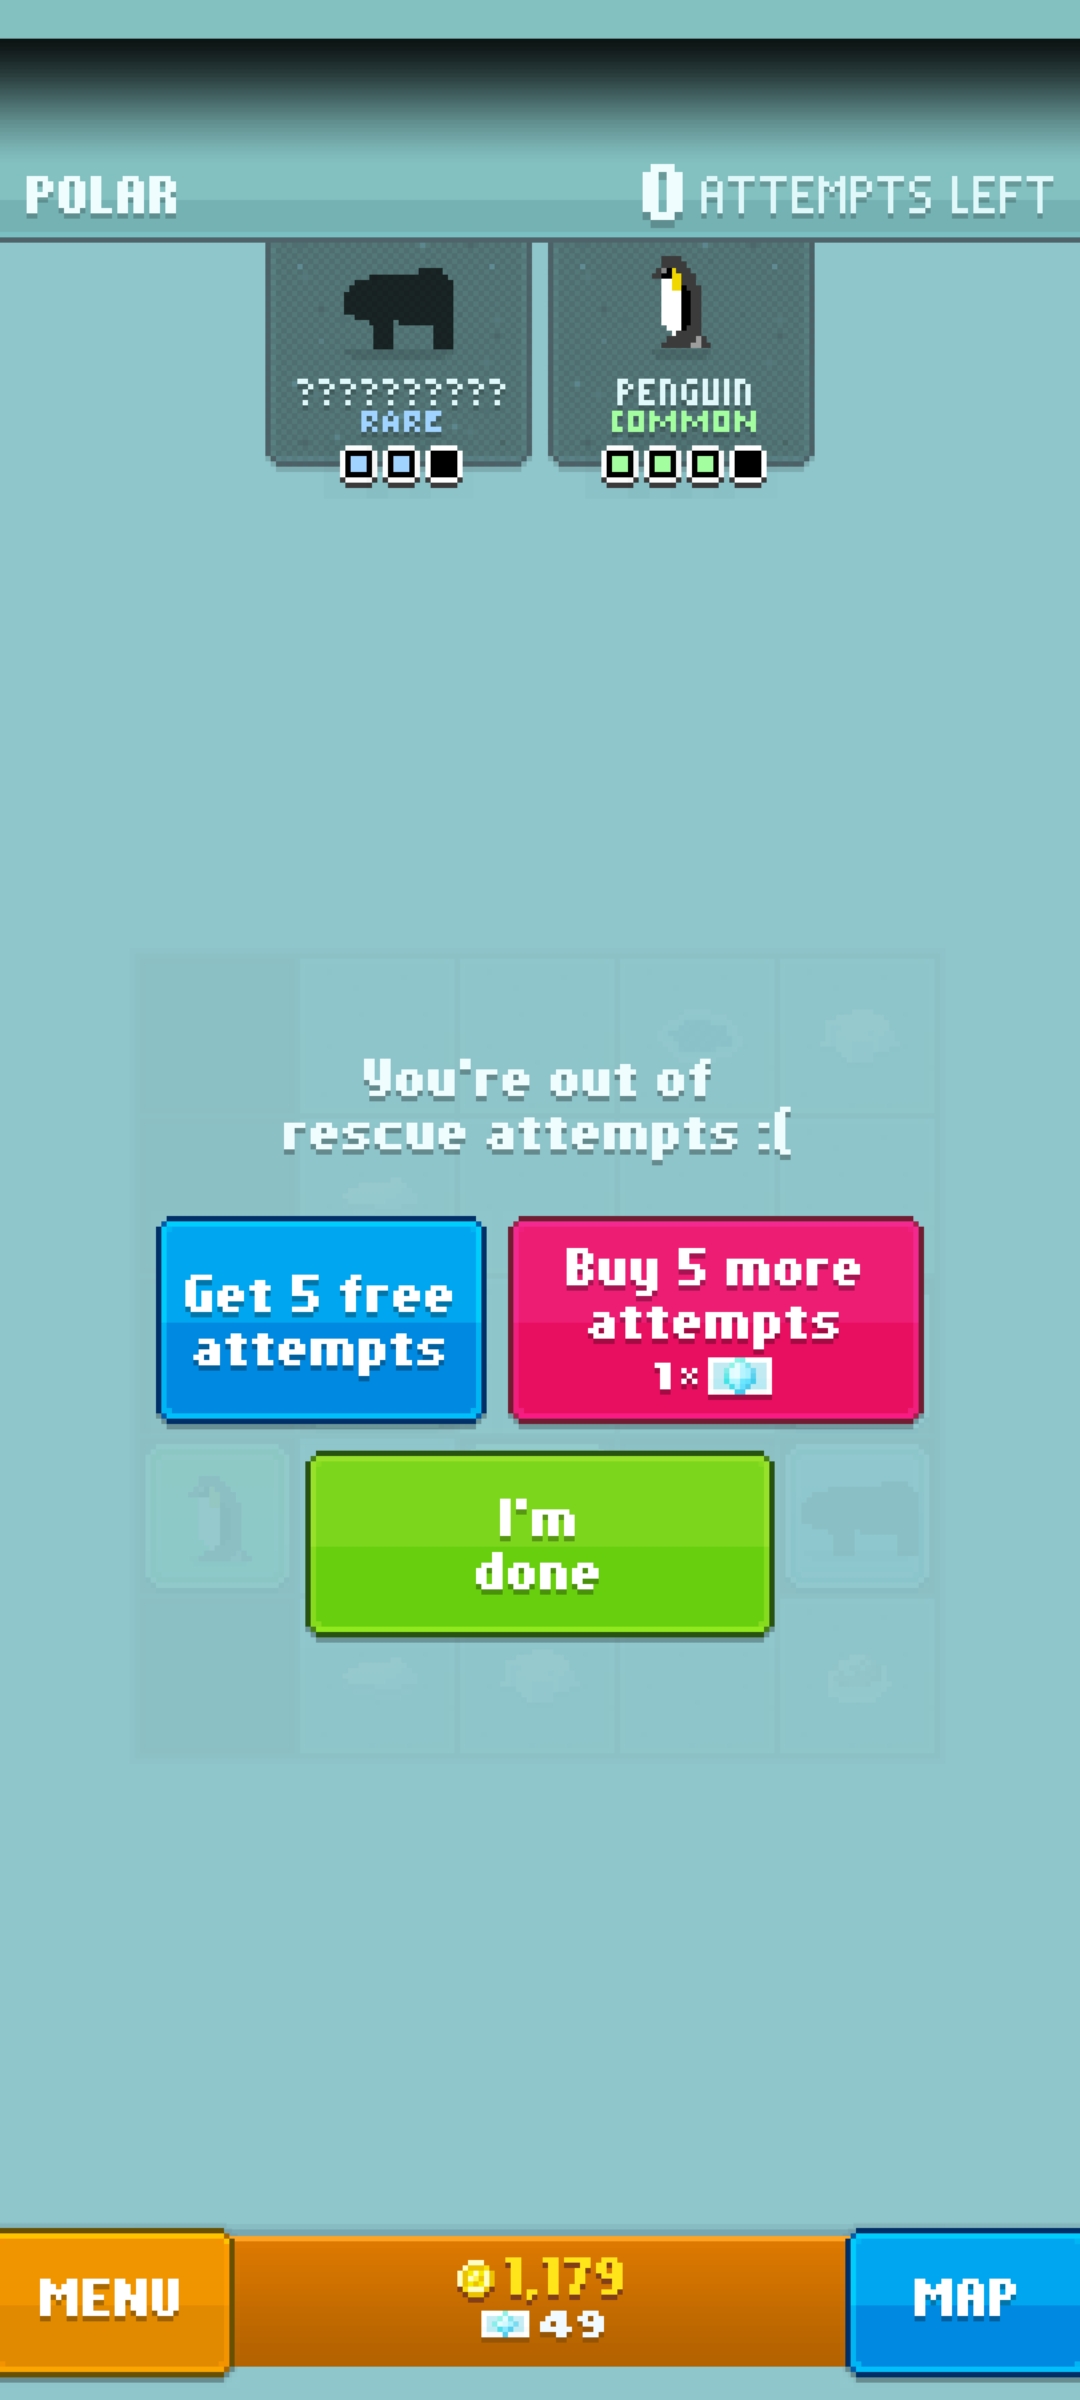 POLAR
0 ATTEMPTS LEFT
??????????
RARE
PENGUIN
COMMON
You're out of
rescue attempts :(
Get 5 free
attempts
Buy 5 more
attempts
1×
I'm
done
MENU
1,179
49
MAP